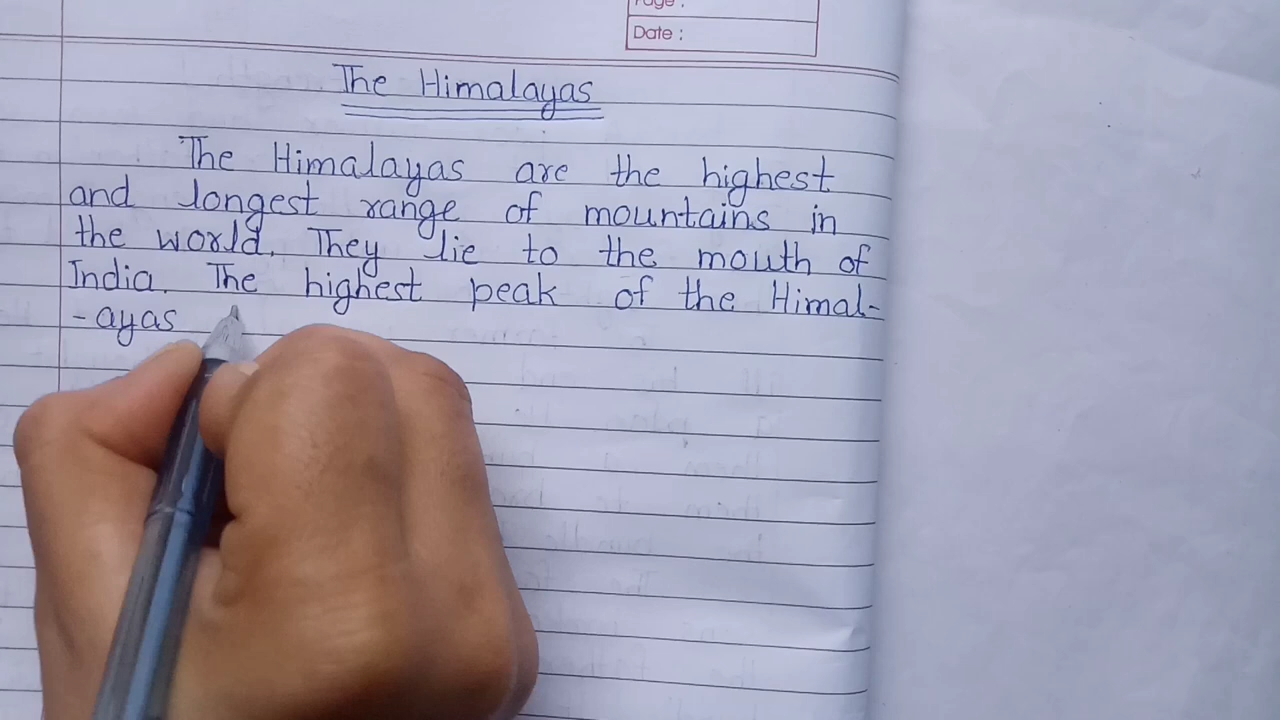 Page :
Date :
The Himalayas
The Himalayas are the highest
and longest range of mountains in
the world. They lie to the mouth of
India. The highest peak of the Himal-
-ayas